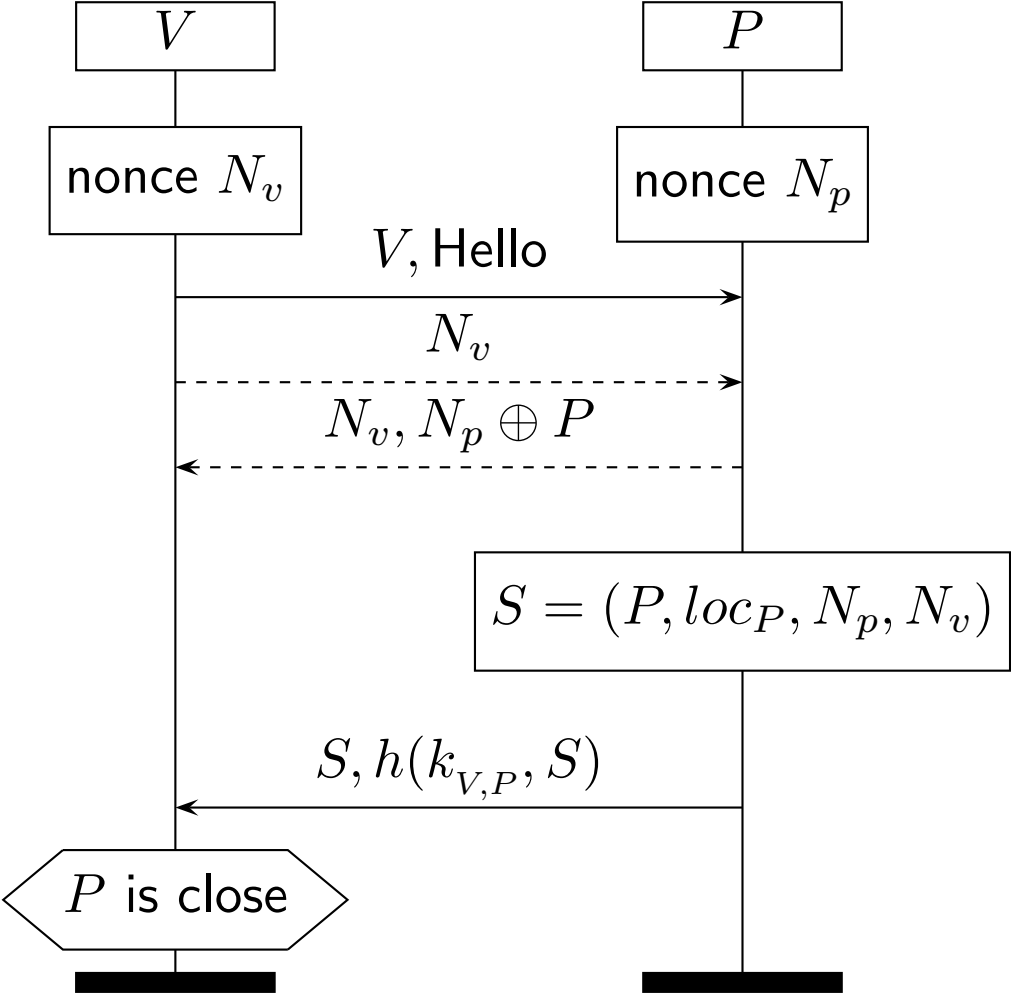 V
P
nonce N_v
nonce N_p
V, Hello
N_v
N_v, N_p ⊕ P
S = (P, loc_P, N_p, N_v)
S, h(k_{V,P}, S)
P is close